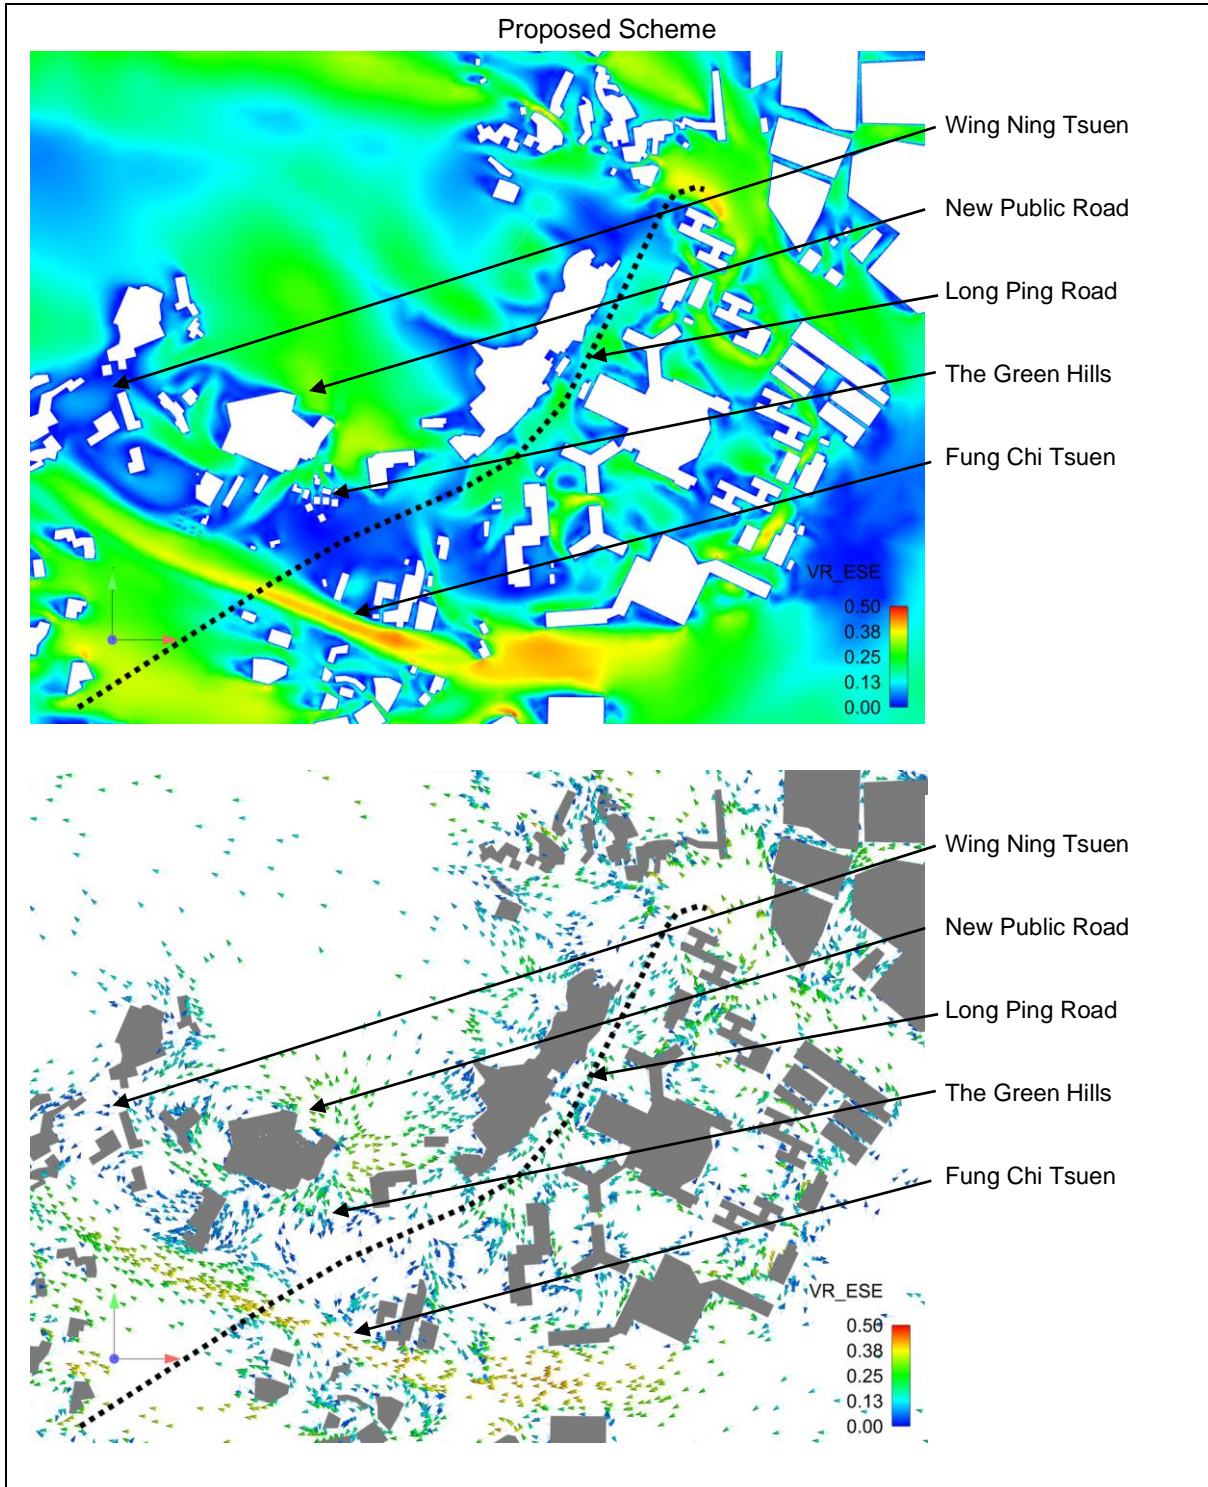 Proposed Scheme
Wing Ning Tsuen
New Public Road
Long Ping Road
The Green Hills
Fung Chi Tsuen
VR_ESE
0.50
0.38
0.25
0.13
0.00
Wing Ning Tsuen
New Public Road
Long Ping Road
The Green Hills
Fung Chi Tsuen
VR_ESE
0.50
0.38
0.25
0.13
0.00